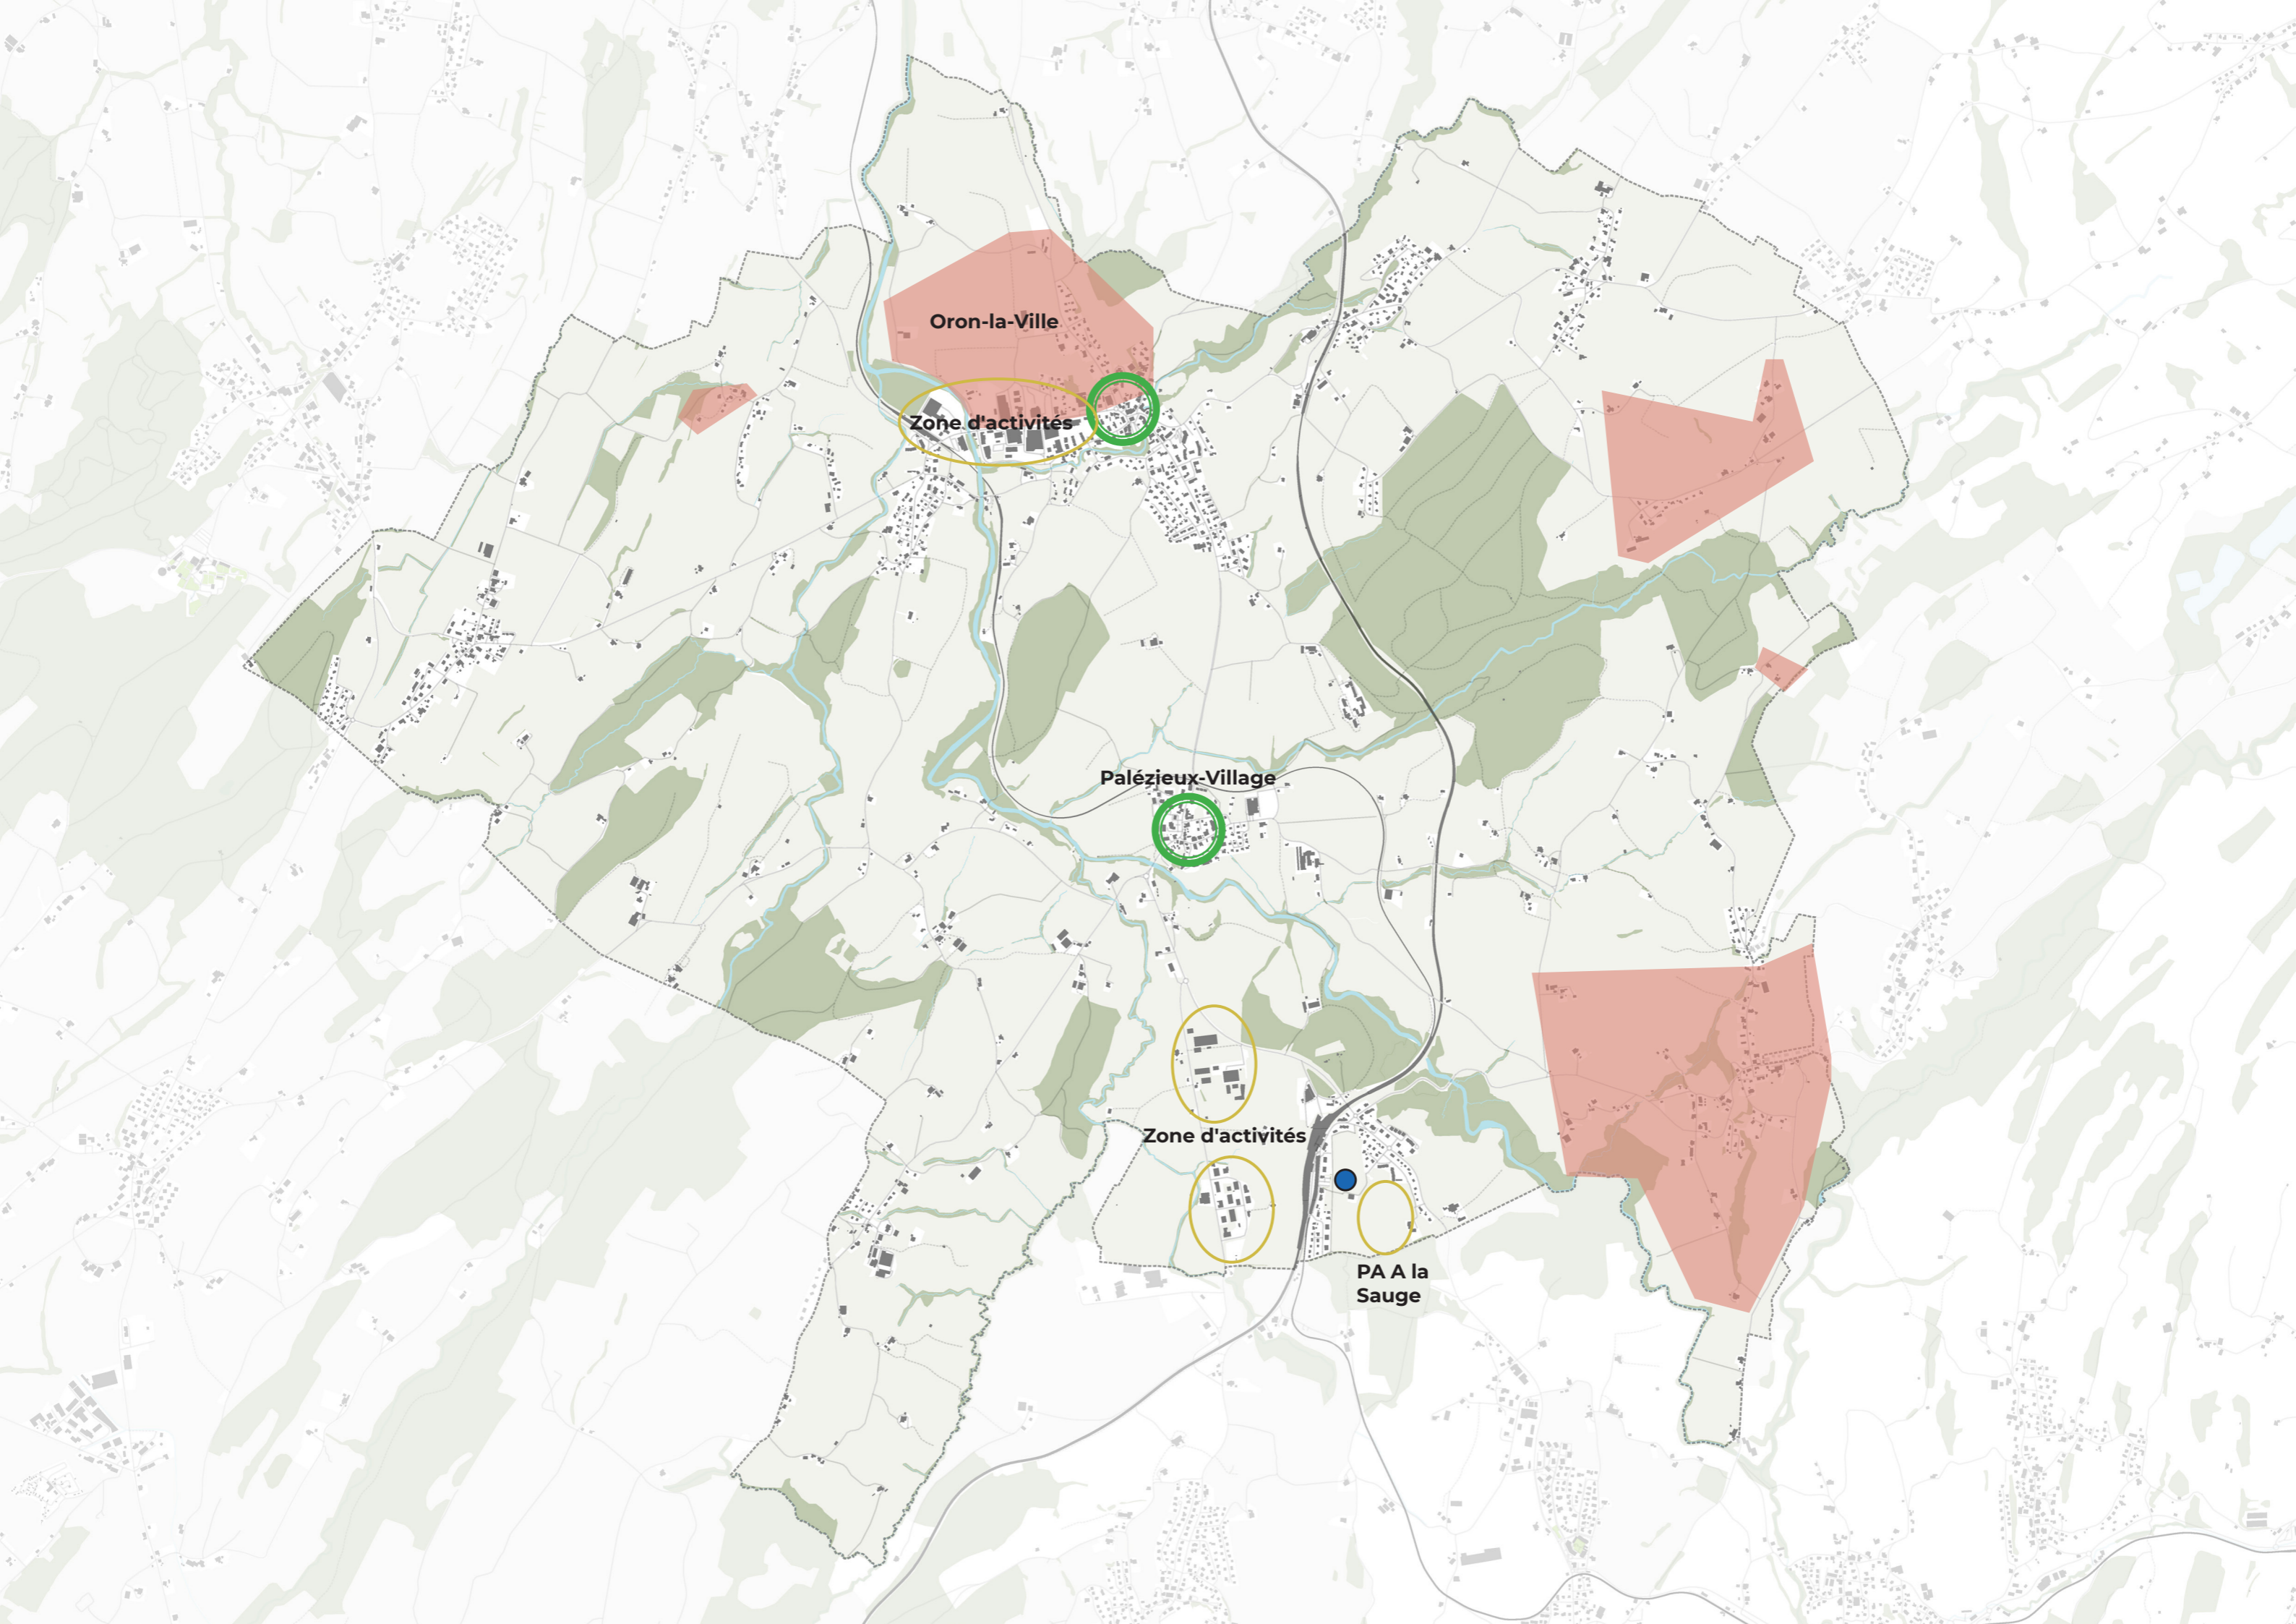 Oron-la-Ville
Zone d'activités
Palézieux-Village
Zone d'activités
PA A la
Sauge